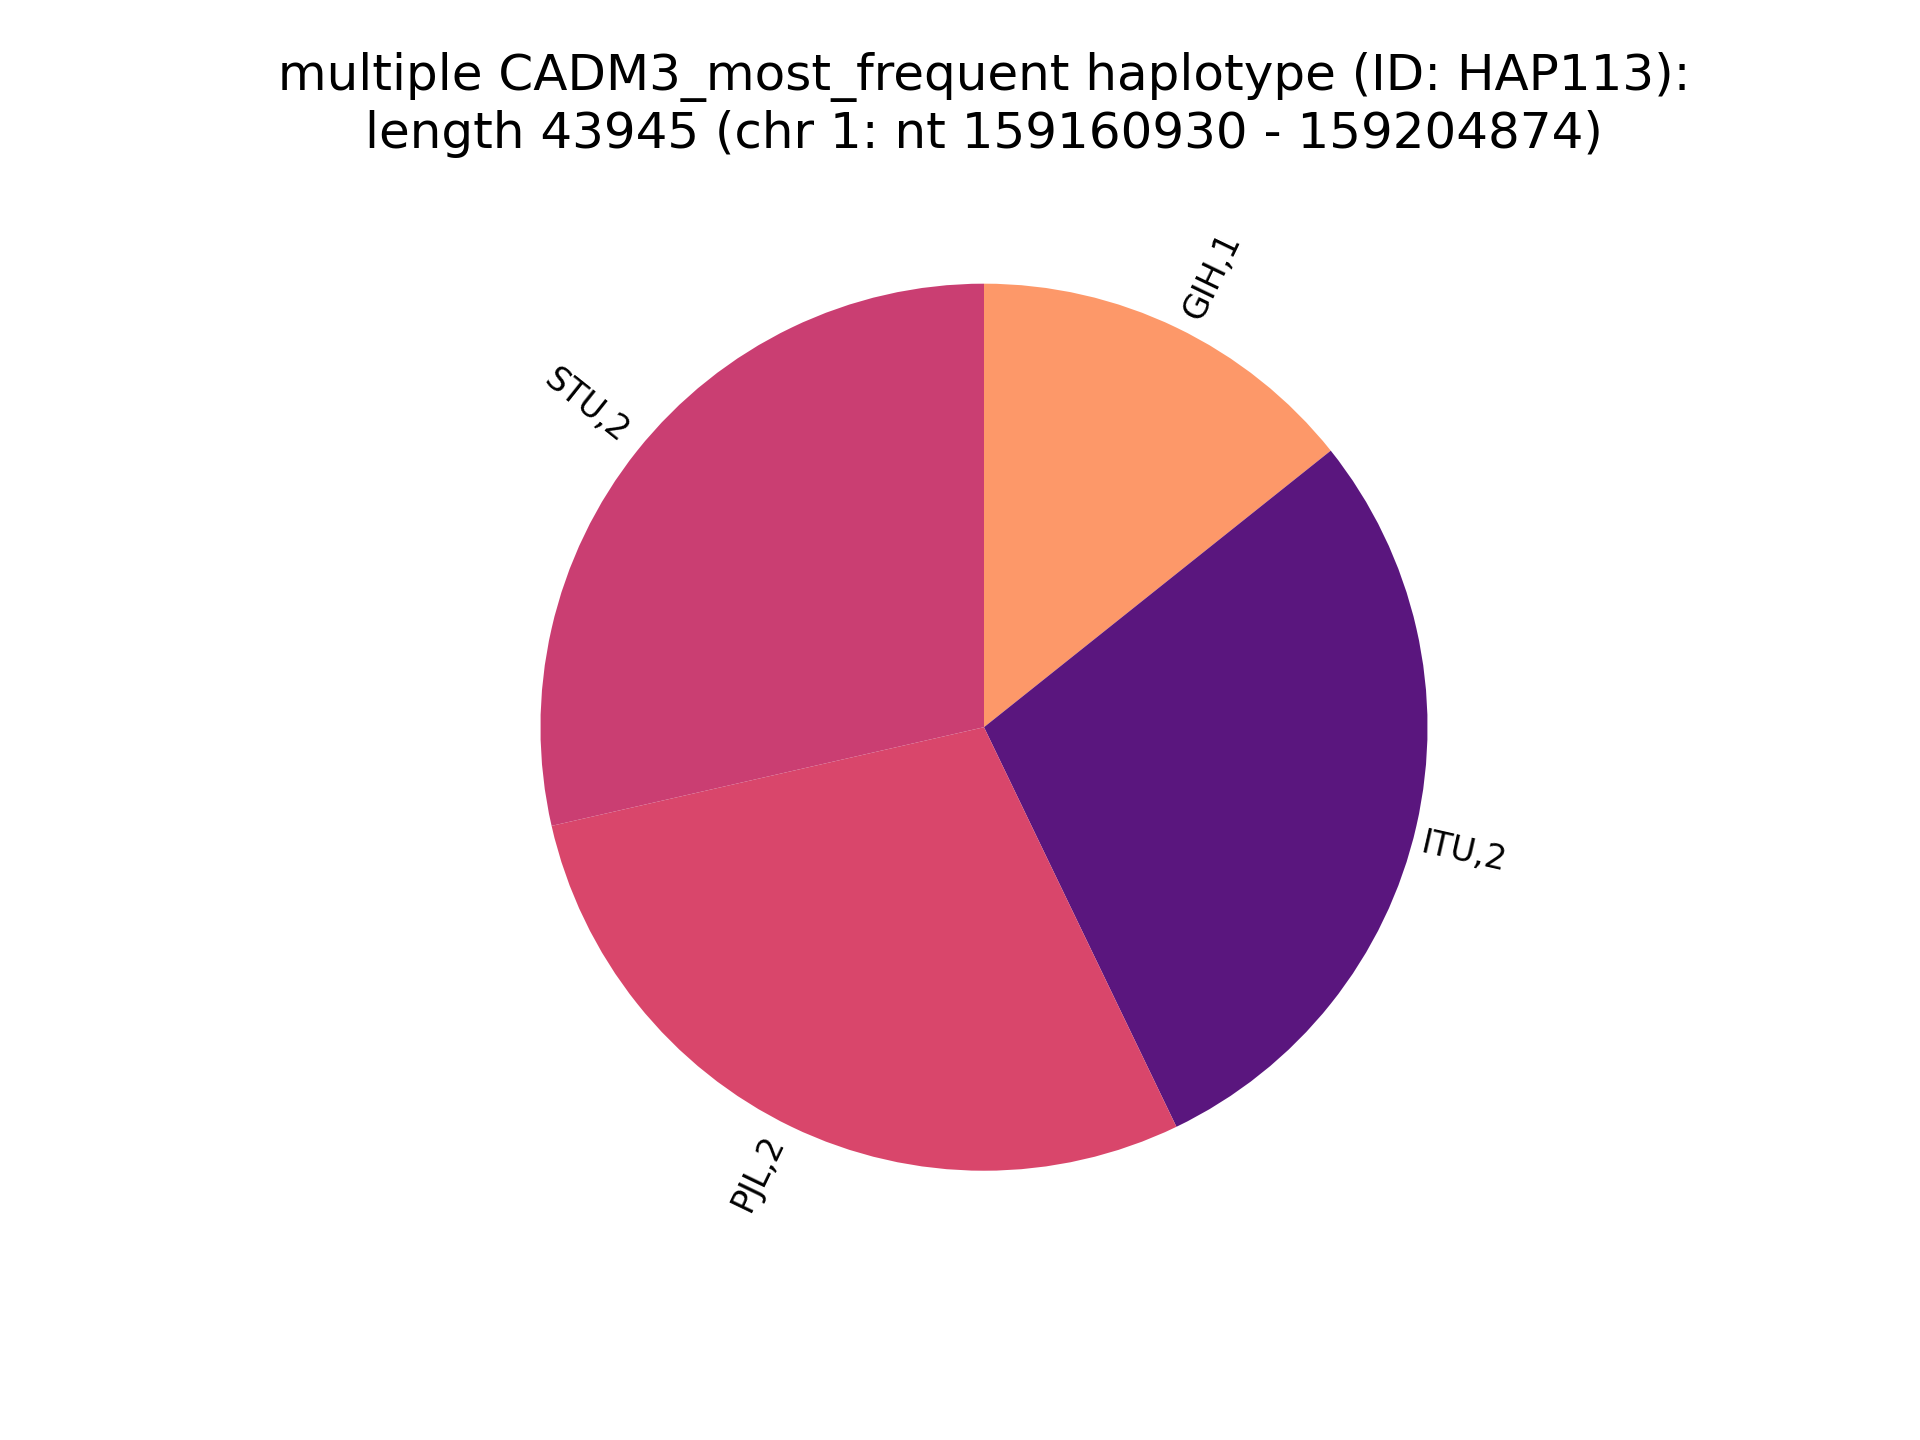 multiple CADM3_most_frequent haplotype (ID: HAP113):
length 43945 (chr 1: nt 159160930 - 159204874)
GIH,1
STU,2
ITU,2
PJL,2